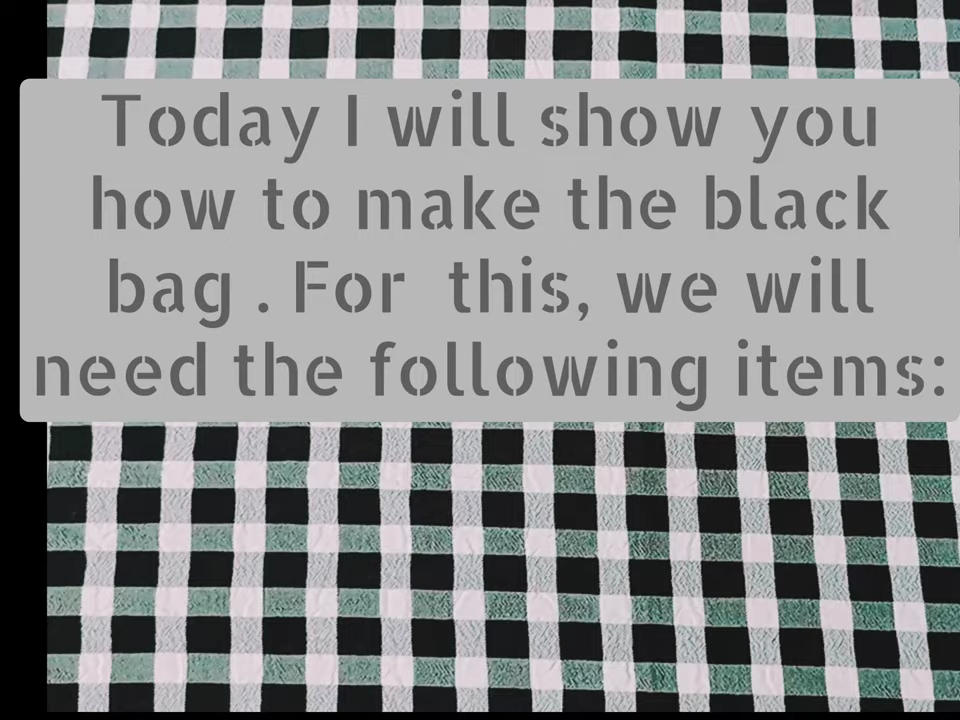 Today I will show you
how to make the black
bag . For  this, we will
need the following items: